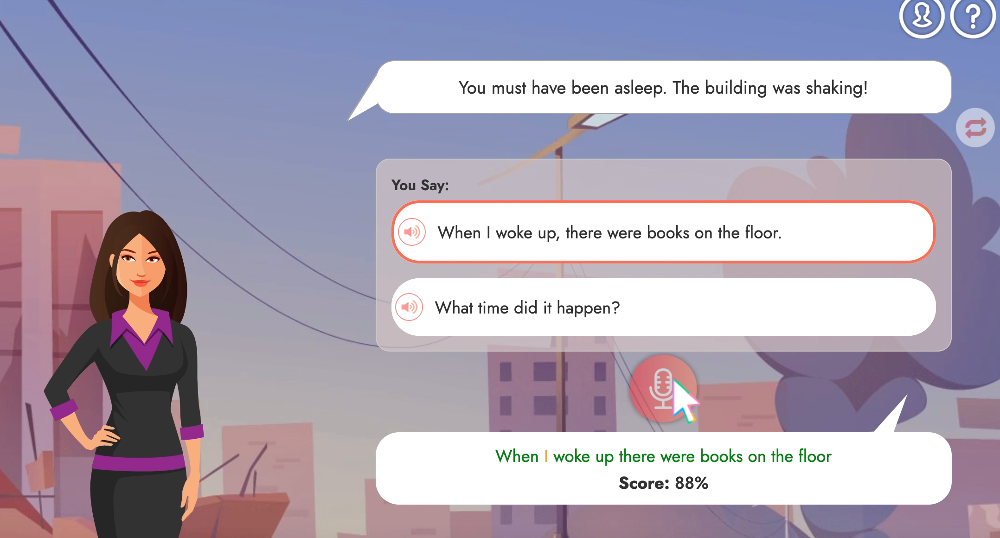 You must have been asleep. The building was shaking!
You Say:
When I woke up, there were books on the floor.
What time did it happen?
When I woke up there were books on the floor
Score: 88%